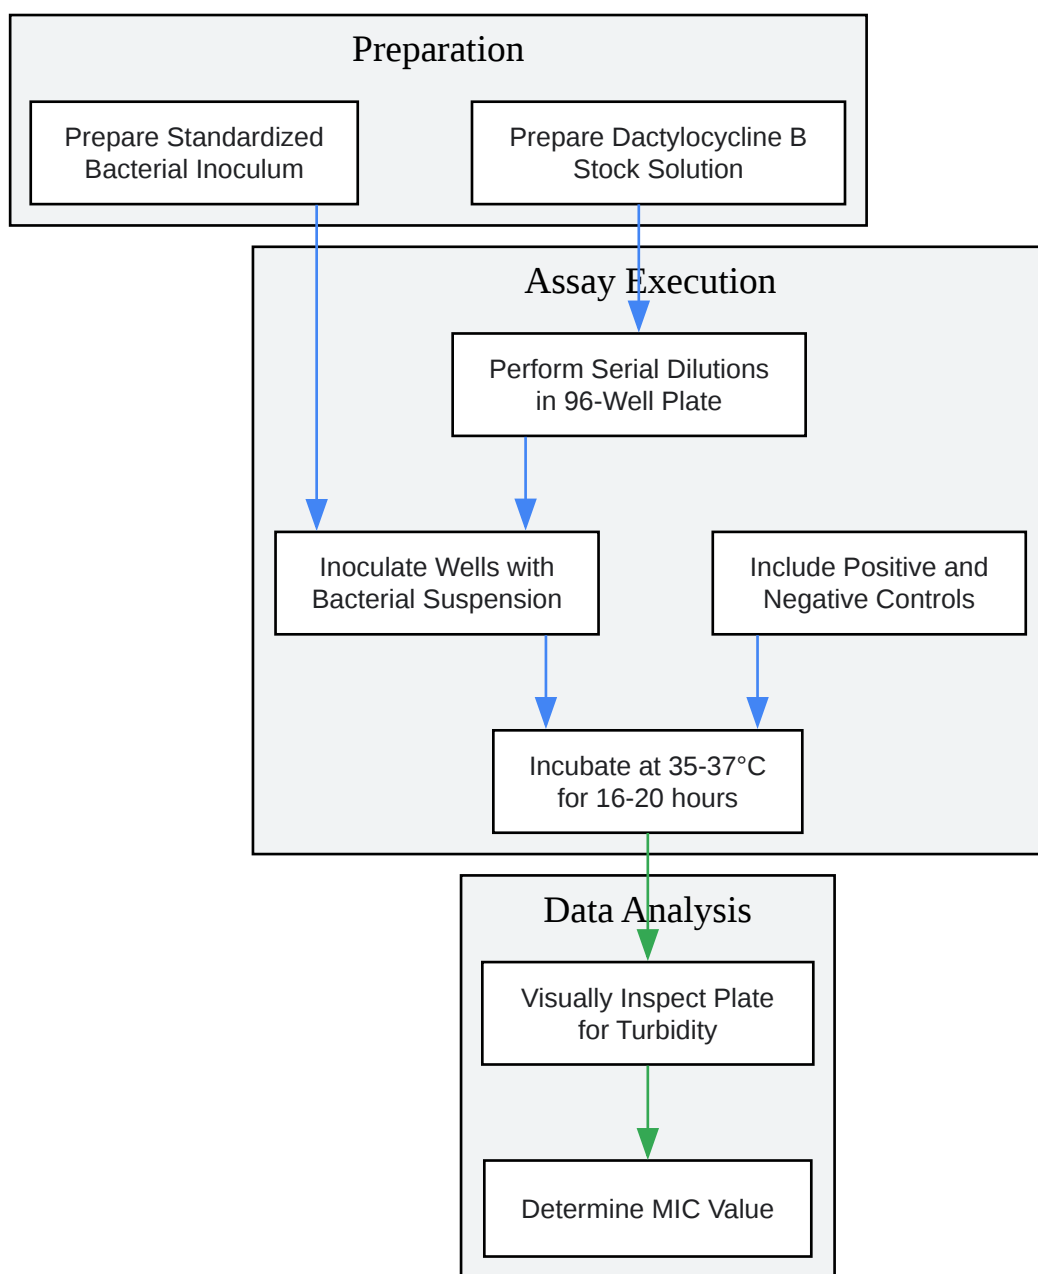 Preparation
Prepare Standardized
Bacterial Inoculum
Prepare Dactylocycline B
Stock Solution
Assay Execution
Perform Serial Dilutions
in 96-Well Plate
Inoculate Wells with
Bacterial Suspension
Include Positive and
Negative Controls
Incubate at 35-37°C
for 16-20 hours
Data Analysis
Visually Inspect Plate
for Turbidity
Determine MIC Value